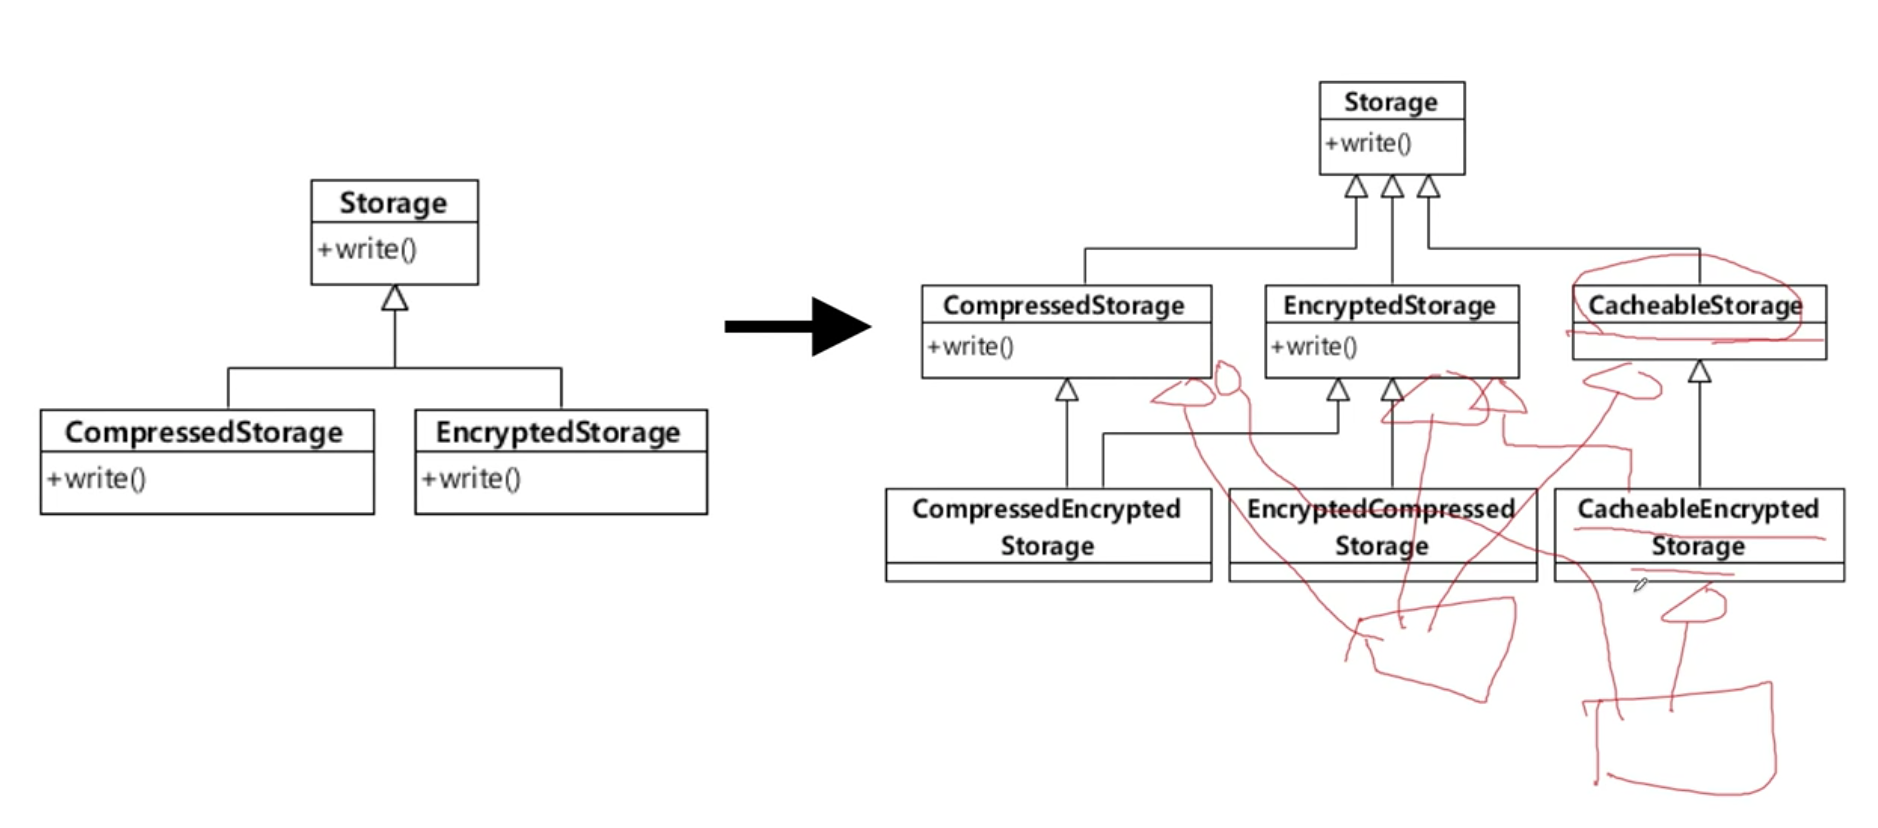 Storage
+write()
CompressedStorage
+write()
EncryptedStorage
+write()
Storage
+write()
CompressedStorage
+write()
EncryptedStorage
+write()
CacheableStorage
CompressedEncrypted
Storage
EncryptedCompressed
Storage
CacheableEncrypted
Storage